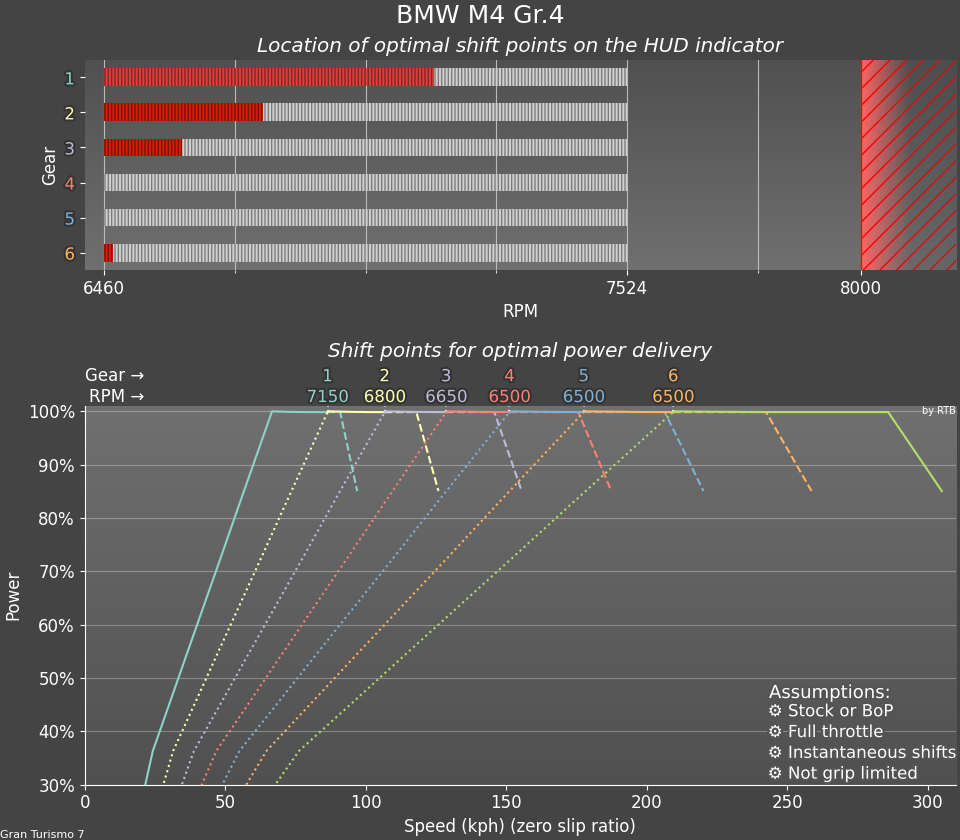 BMW M4 Gr.4
Location of optimal shift points on the HUD indicator
Gear
1
2
3
4
5
6
6460 7524 8000
RPM
Shift points for optimal power delivery
Gear → 1 2 3 4 5 6
RPM → 7150 6800 6650 6500 6500 6500
by RTB
Power
100%
90%
80%
70%
60%
50%
40%
30%
Assumptions:
⚙ Stock or BoP
⚙ Full throttle
⚙ Instantaneous shifts
⚙ Not grip limited
0 50 100 150 200 250 300
Speed (kph) (zero slip ratio)
Gran Turismo 7